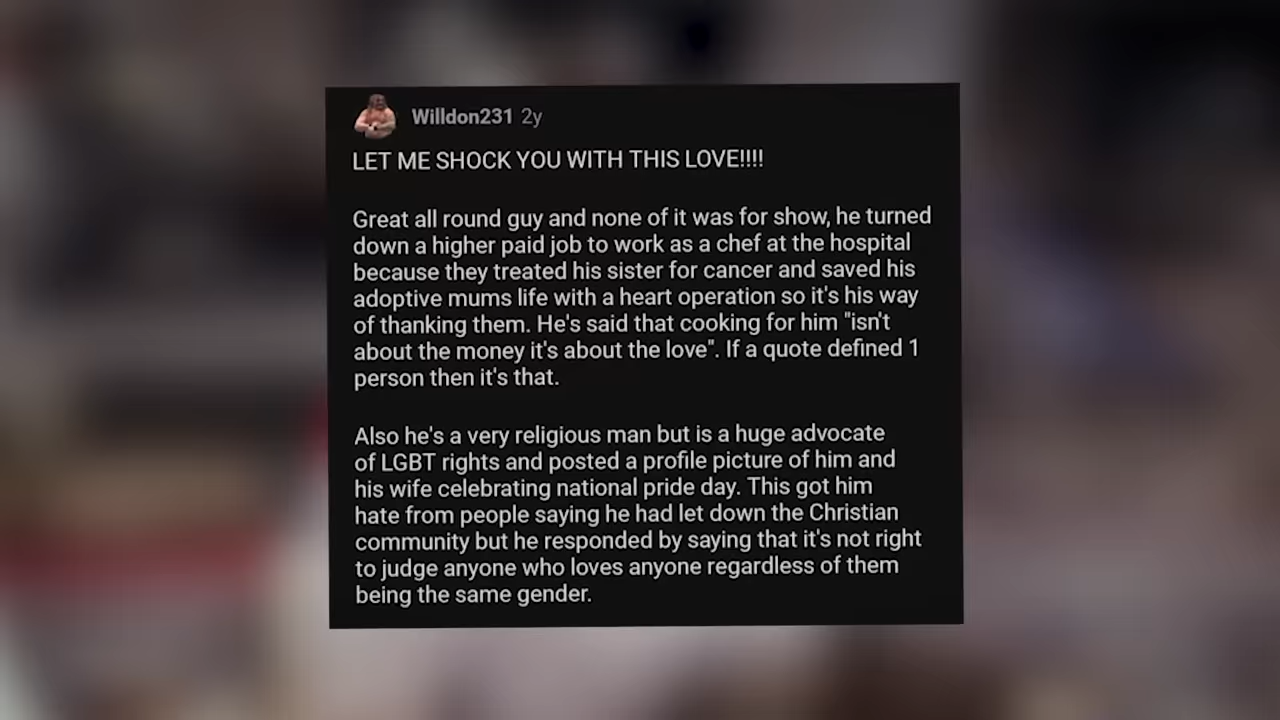 Willdon231 2y
LET ME SHOCK YOU WITH THIS LOVE!!!!
Great all round guy and none of it was for show, he turned
down a higher paid job to work as a chef at the hospital
because they treated his sister for cancer and saved his
adoptive mums life with a heart operation so it's his way
of thanking them. He's said that cooking for him "isn't
about the money it's about the love". If a quote defined 1
person then it's that.
Also he's a very religious man but is a huge advocate
of LGBT rights and posted a profile picture of him and
his wife celebrating national pride day. This got him
hate from people saying he had let down the Christian
community but he responded by saying that it's not right
to judge anyone who loves anyone regardless of them
being the same gender.